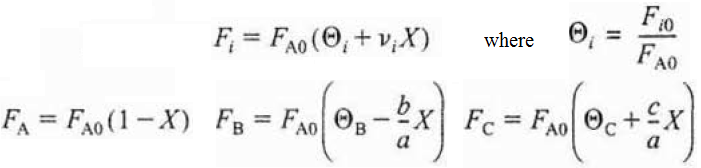 F_i = F_A0 (Θ_i + ν_i X) where Θ_i = F_i0 / F_A0
F_A = F_A0 (1 − X) F_B = F_A0 (Θ_B − b/a X) F_C = F_A0 (Θ_C + c/a X)